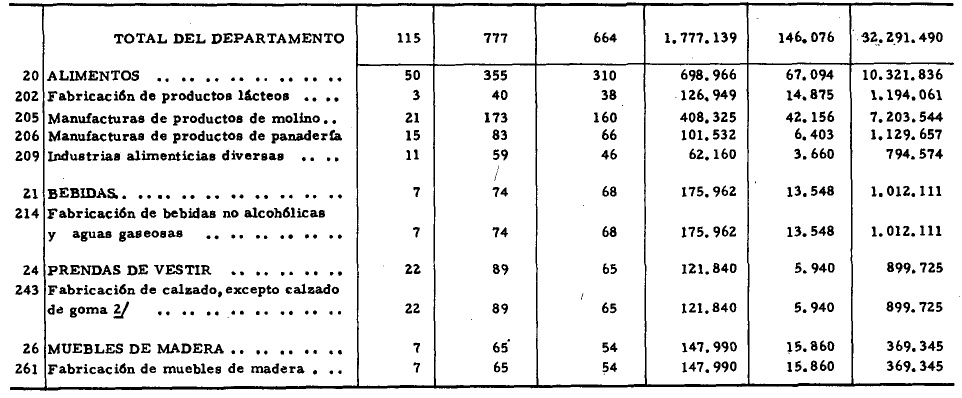 TOTAL DEL DEPARTAMENTO 115 777 664 1.777.139 146.076 32.291.490
20 ALIMENTOS .. .. .. .. .. .. .. .. 50 355 310 698.966 67.094 10.321.836
202 Fabricación de productos lácteos .. .. 3 40 38 126.949 14.875 1.194.061
205 Manufacturas de productos de molino.. 21 173 160 408.325 42.156 7.203.544
206 Manufacturas de productos de panadería 15 83 66 101.532 6.403 1.129.657
209 Industrias alimenticias diversas .. .. 11 59 46 62.160 3.660 794.574
21 BEBIDAS.. .. .. .. .. .. .. .. .. 7 74 68 175.962 13.548 1.012.111
214 Fabricación de bebidas no alcohólicas
y aguas gaseosas .. .. .. .. .. .. 7 74 68 175.962 13.548 1.012.111
24 PRENDAS DE VESTIR .. .. .. .. .. 22 89 65 121.840 5.940 899.725
243 Fabricación de calzado, excepto calzado
de goma 2/ .. .. .. .. .. .. .. .. 22 89 65 121.840 5.940 899.725
26 MUEBLES DE MADERA .. .. .. .. .. 7 65 54 147.990 15.860 369.345
261 Fabricación de muebles de madera . .. 7 65 54 147.990 15.860 369.345